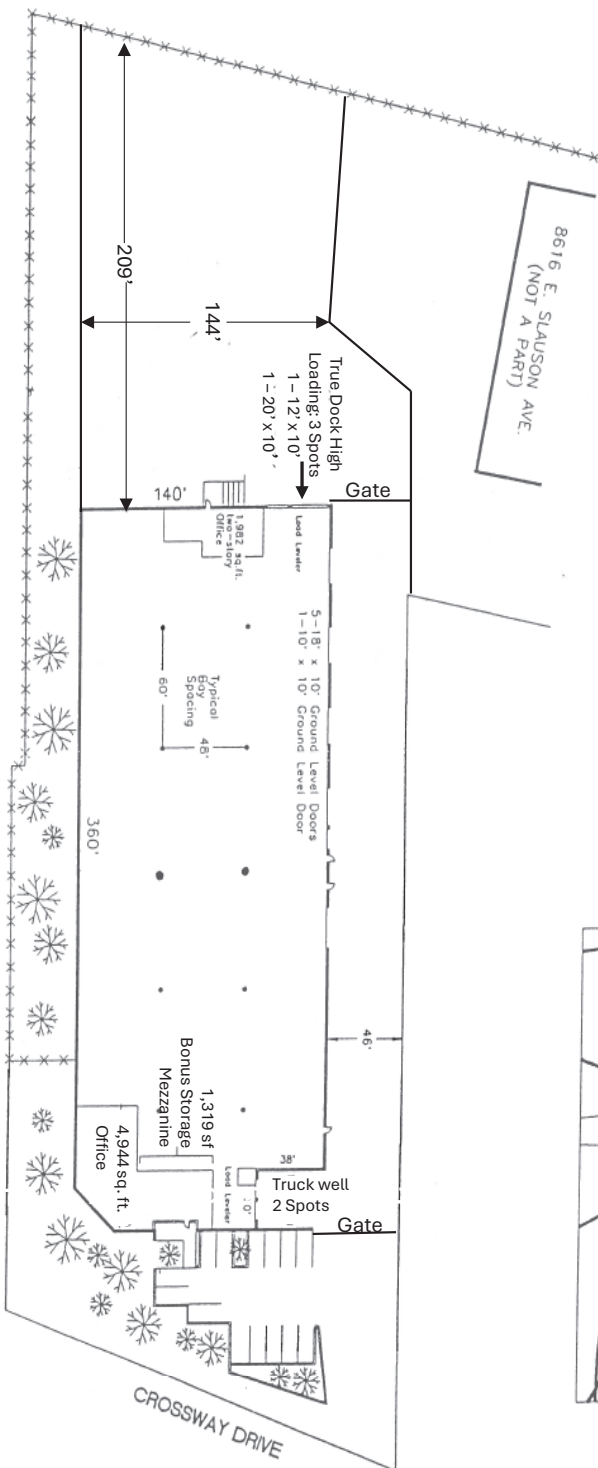 8616 E. SLAUSON AVE.
(NOT A PART)
209'
144'
True Dock High
Loading: 3 Spots
1 - 12' x 10'
1 - 20' x 10'
Gate
140'
1,982 sq.ft.
two-story
Office
Load Leveler
5-18' x 10' Ground Level Doors
1-10' x 10' Ground Level Door
Typical
Bay
Spacing
60'
48'
360'
46'
1,319 sf
Bonus Storage
Mezzanine
4,944 sq. ft.
Office
38'
Load Leveler
Truck well
2 Spots
Gate
CROSSWAY DRIVE